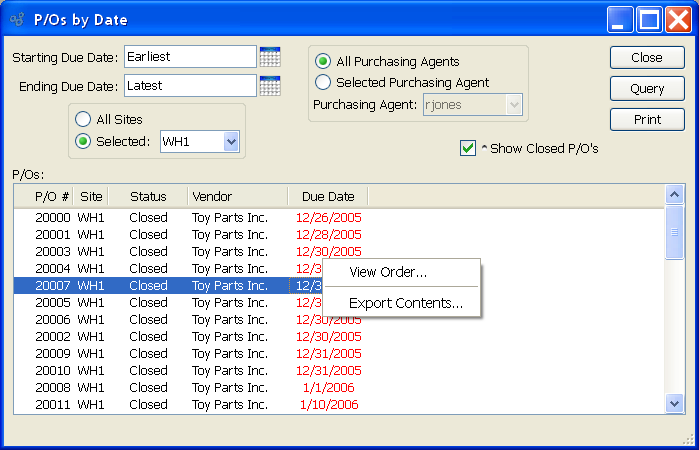 P/Os by Date
Starting Due Date: Earliest
Ending Due Date: Latest
All Purchasing Agents
Selected Purchasing Agent
Purchasing Agent: rjones
Close
Query
Print
All Sites
Selected: WH1
^ Show Closed P/O's
P/Os:
P/O # Site Status Vendor Due Date
20000 WH1 Closed Toy Parts Inc. 12/26/2005
20001 WH1 Closed Toy Parts Inc. 12/28/2005
20003 WH1 Closed Toy Parts Inc. 12/30/2005
20004 WH1 Closed Toy Parts Inc. 12/3
20007 WH1 Closed Toy Parts Inc. 12/3
20005 WH1 Closed Toy Parts Inc. 12/3
20006 WH1 Closed Toy Parts Inc. 12/30/2005
20002 WH1 Closed Toy Parts Inc. 12/30/2005
20009 WH1 Closed Toy Parts Inc. 12/31/2005
20010 WH1 Closed Toy Parts Inc. 12/31/2005
20008 WH1 Closed Toy Parts Inc. 1/1/2006
20011 WH1 Closed Toy Parts Inc. 1/10/2006
View Order...
Export Contents...